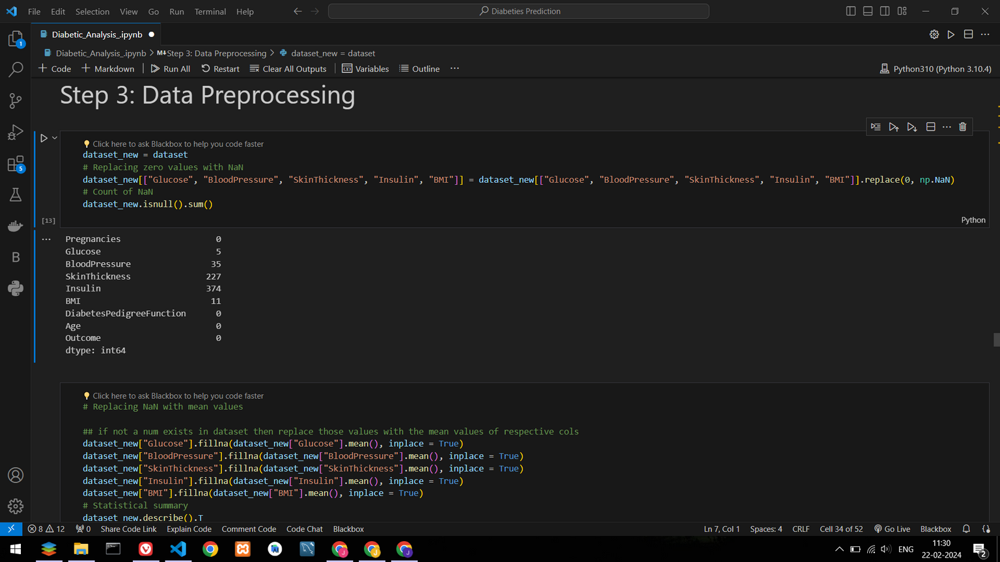 File Edit Selection View Go Run Terminal Help
Diabeties Prediction
Diabetic_Analysis_.ipynb
Diabetic_Analysis_.ipynb > M↓ Step 3: Data Preprocessing > dataset_new = dataset
+ Code + Markdown | Run All Restart Clear All Outputs | Variables Outline ...
Python310 (Python 3.10.4)
Step 3: Data Preprocessing
Click here to ask Blackbox to help you code faster
dataset_new = dataset
# Replacing zero values with NaN
dataset_new[["Glucose", "BloodPressure", "SkinThickness", "Insulin", "BMI"]] = dataset_new[["Glucose", "BloodPressure", "SkinThickness", "Insulin", "BMI"]].replace(0, np.NaN)
# Count of NaN
dataset_new.isnull().sum()
[13]
Python
... Pregnancies 0
Glucose 5
BloodPressure 35
SkinThickness 227
Insulin 374
BMI 11
DiabetesPedigreeFunction 0
Age 0
Outcome 0
dtype: int64
Click here to ask Blackbox to help you code faster
# Replacing NaN with mean values
## if not a num exists in dataset then replace those values with the mean values of respective cols
dataset_new["Glucose"].fillna(dataset_new["Glucose"].mean(), inplace = True)
dataset_new["BloodPressure"].fillna(dataset_new["BloodPressure"].mean(), inplace = True)
dataset_new["SkinThickness"].fillna(dataset_new["SkinThickness"].mean(), inplace = True)
dataset_new["Insulin"].fillna(dataset_new["Insulin"].mean(), inplace = True)
dataset_new["BMI"].fillna(dataset_new["BMI"].mean(), inplace = True)
# Statistical summary
dataset_new.describe().T
1
5
B
8 12 0 Share Code Link Explain Code Comment Code Code Chat Blackbox
Ln 7, Col 1 Spaces: 4 CRLF Cell 34 of 52 Go Live Blackbox
ENG
11:30
22-02-2024
2